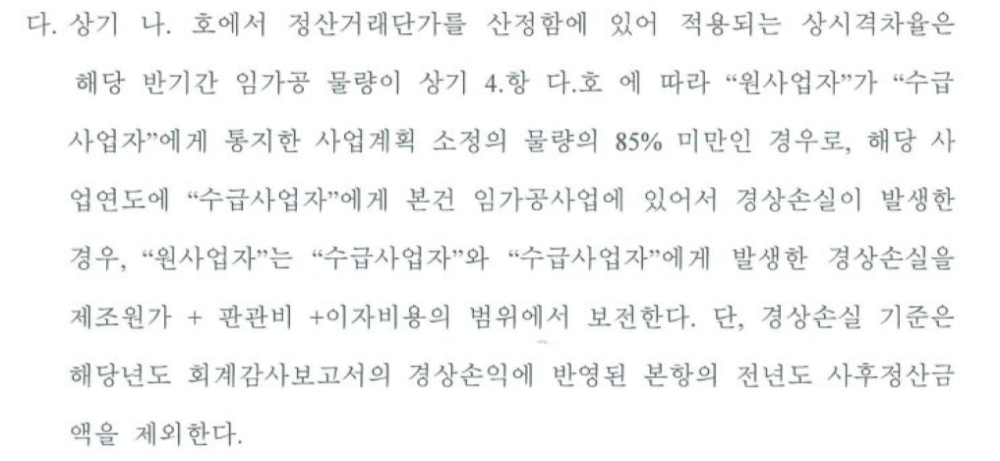 다. 상기 나. 호에서 정산거래단가를 산정함에 있어 적용되는 상시격차율은
해당 반기간 임가공 물량이 상기 4.항 다.호 에 따라 “원사업자”가 “수급
사업자”에게 통지한 사업계획 소정의 물량의 85% 미만인 경우로, 해당 사
업연도에 “수급사업자”에게 본건 임가공사업에 있어서 경상손실이 발생한
경우, “원사업자”는 “수급사업자”와 “수급사업자”에게 발생한 경상손실을
제조원가 + 판관비 +이자비용의 범위에서 보전한다. 단, 경상손실 기준은
해당년도 회계감사보고서의 경상손익에 반영된 본항의 전년도 사후정산금
액을 제외한다.